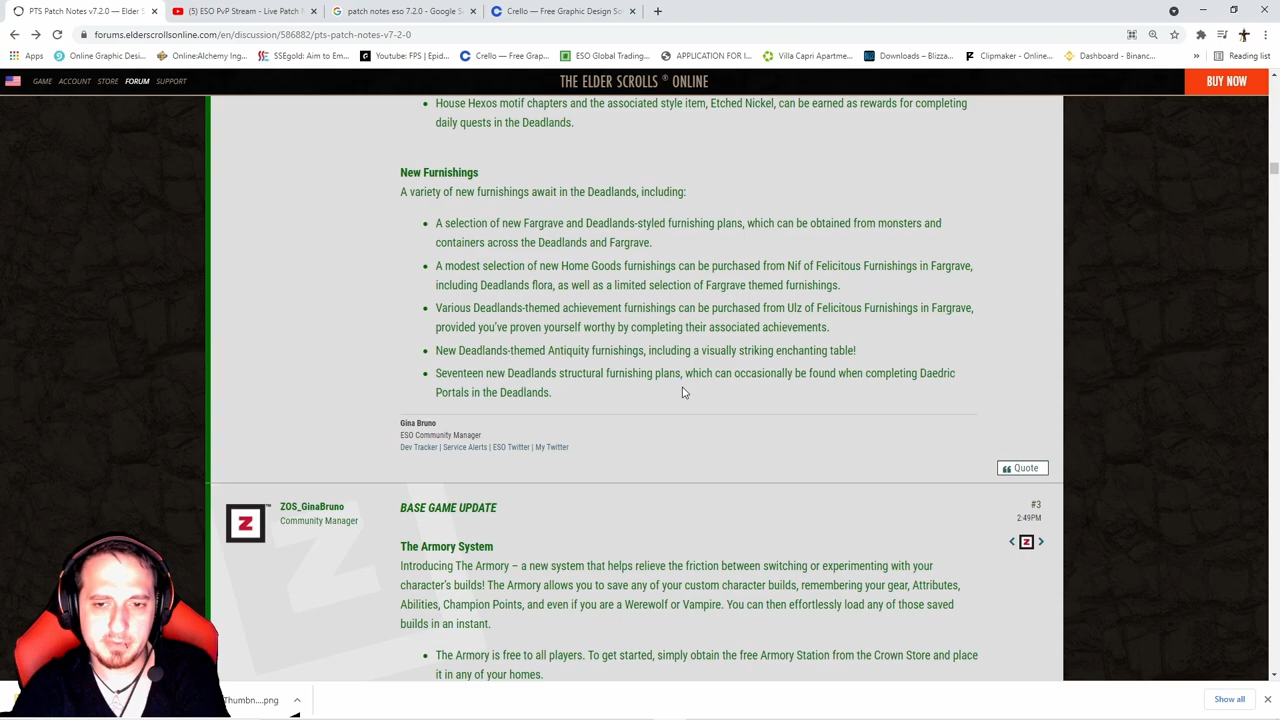 PTS Patch Notes v7.2.0 — Elder S
(5) ESO PvP Stream - Live Patch N
patch notes eso 7.2.0 - Google S
Crello — Free Graphic Design So
forums.elderscrollsonline.com/en/discussion/586882/pts-patch-notes-v7-2-0
Apps
Online Graphic Desi...
Online:Alchemy Ing...
SSEgold: Aim to Em...
Youtube: FPS | Epid...
Crello — Free Grap...
ESO Global Trading...
APPLICATION FOR I...
Villa Capri Apartme...
Downloads – Blizza...
Clipmaker - Online...
Dashboard - Binanc...
»
Reading list
GAME ACCOUNT STORE FORUM SUPPORT
THE ELDER SCROLLS ® ONLINE
BUY NOW
• House Hexos motif chapters and the associated style item, Etched Nickel, can be earned as rewards for completing
daily quests in the Deadlands.
New Furnishings
A variety of new furnishings await in the Deadlands, including:
• A selection of new Fargrave and Deadlands-styled furnishing plans, which can be obtained from monsters and
containers across the Deadlands and Fargrave.
• A modest selection of new Home Goods furnishings can be purchased from Nif of Felicitous Furnishings in Fargrave,
including Deadlands flora, as well as a limited selection of Fargrave themed furnishings.
• Various Deadlands-themed achievement furnishings can be purchased from Ulz of Felicitous Furnishings in Fargrave,
provided you've proven yourself worthy by completing their associated achievements.
• New Deadlands-themed Antiquity furnishings, including a visually striking enchanting table!
• Seventeen new Deadlands structural furnishing plans, which can occasionally be found when completing Daedric
Portals in the Deadlands.
Gina Bruno
ESO Community Manager
Dev Tracker | Service Alerts | ESO Twitter | My Twitter
Quote
ZOS_GinaBruno
Community Manager
#3
2:49PM
BASE GAME UPDATE
The Armory System
Introducing The Armory – a new system that helps relieve the friction between switching or experimenting with your
character's builds! The Armory allows you to save any of your custom character builds, remembering your gear, Attributes,
Abilities, Champion Points, and even if you are a Werewolf or Vampire. You can then effortlessly load any of those saved
builds in an instant.
• The Armory is free to all players. To get started, simply obtain the free Armory Station from the Crown Store and place
it in any of your homes.
Thumbn....png
Show all